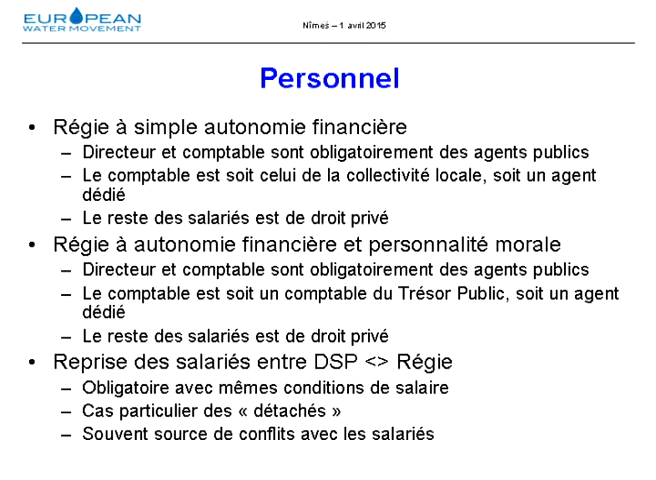 EUROPEAN
WATER MOVEMENT
Nîmes – 1 avril 2015
Personnel
• Régie à simple autonomie financière
– Directeur et comptable sont obligatoirement des agents publics
– Le comptable est soit celui de la collectivité locale, soit un agent
dédié
– Le reste des salariés est de droit privé
• Régie à autonomie financière et personnalité morale
– Directeur et comptable sont obligatoirement des agents publics
– Le comptable est soit un comptable du Trésor Public, soit un agent
dédié
– Le reste des salariés est de droit privé
• Reprise des salariés entre DSP <> Régie
– Obligatoire avec mêmes conditions de salaire
– Cas particulier des « détachés »
– Souvent source de conflits avec les salariés